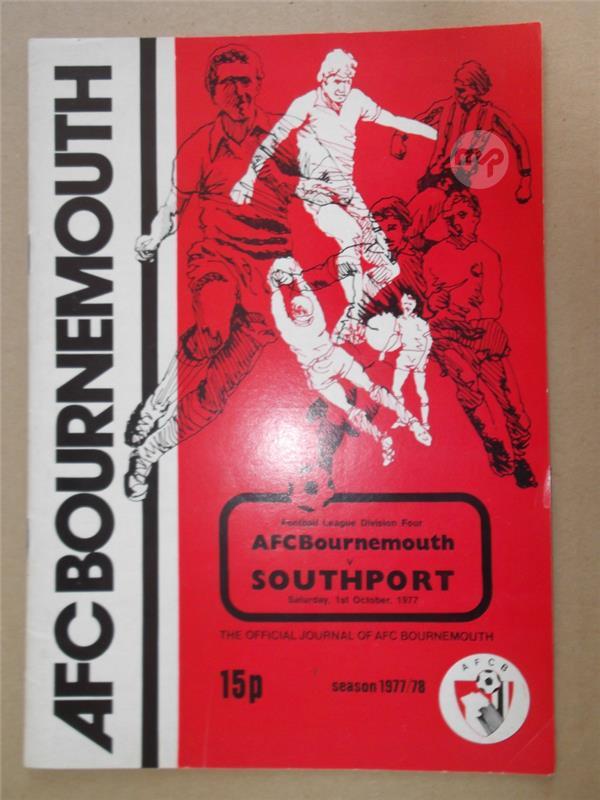 AFC BOURNEMOUTH
Football League Division Four
AFCBournemouth
v
SOUTHPORT
Saturday, 1st October, 1977
THE OFFICIAL JOURNAL OF AFC BOURNEMOUTH
15p
season 1977/78
AFCB